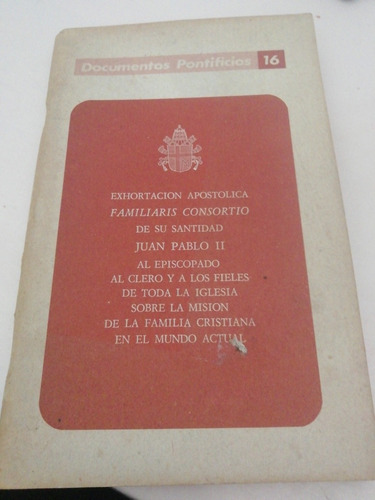 Documentos Pontificios 16
EXHORTACION APOSTOLICA
FAMILIARIS CONSORTIO
DE SU SANTIDAD
JUAN PABLO II
AL EPISCOPADO
AL CLERO Y A LOS FIELES
DE TODA LA IGLESIA
SOBRE LA MISION
DE LA FAMILIA CRISTIANA
EN EL MUNDO ACTUAL